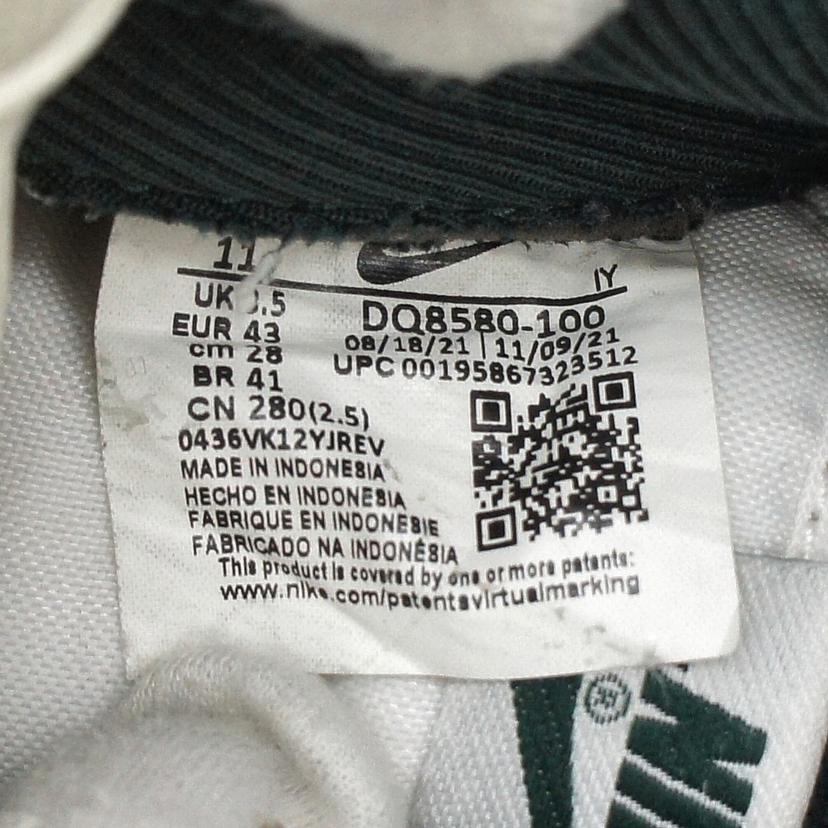 11
IY
UK .5
EUR 43
cm 28
BR 41
CN 280(2.5)
DQ8580-100
08/18/21 | 11/09/21
UPC 00195867323512
0436VK12YJREV
MADE IN INDONESIA
HECHO EN INDONESIA
FABRIQUE EN INDONESIE
FABRICADO NA INDONÉSIA
This product is covered by one or more patents:
www.nike.com/patentsvirtualmarking